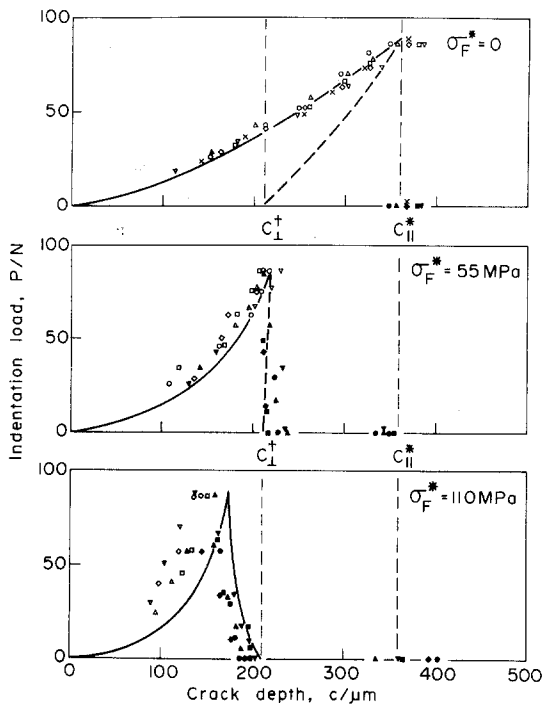 100
50
0
σF* = 0
C⊥†
C||*
100
50
0
σF* = 55 MPa
C⊥†
C||*
100
50
0
σF* = 110 MPa
0
100
200
300
400
500
Indentation load, P/N
Crack depth, c/μm